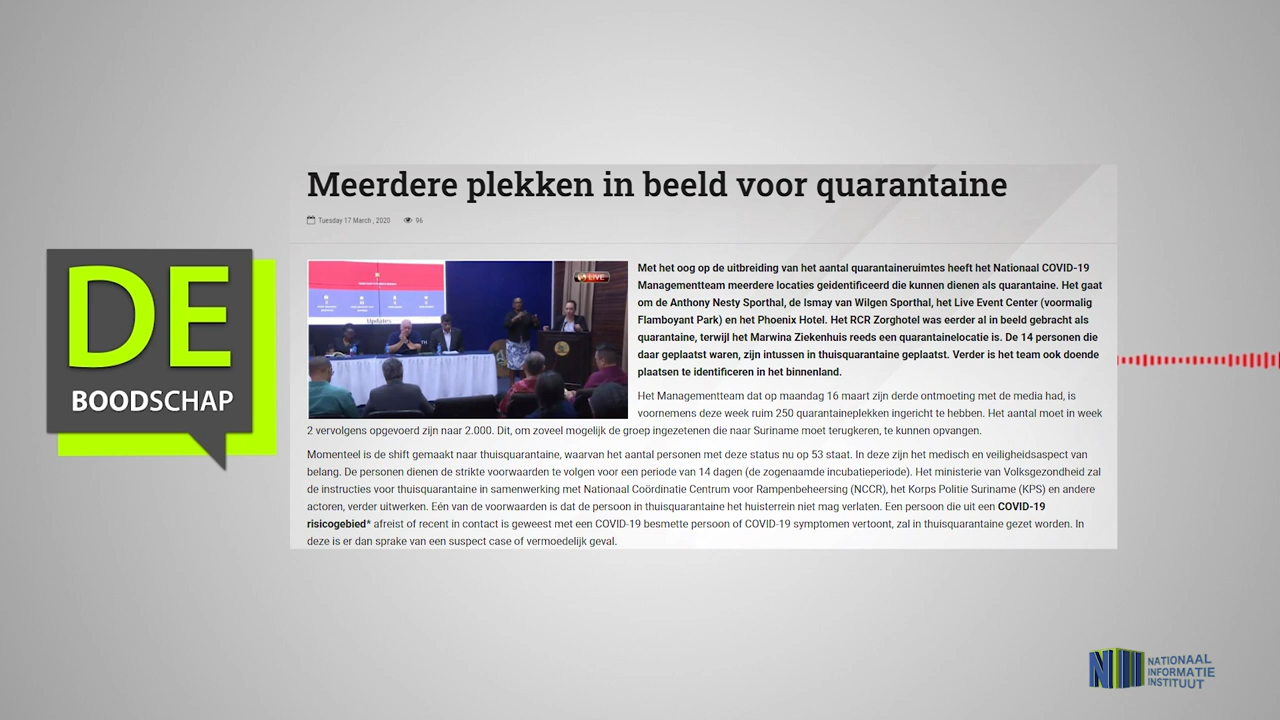 DE
BOODSCHAP
Meerdere plekken in beeld voor quarantaine
Tuesday 17 March , 2020 96
LIVE
Updates
Met het oog op de uitbreiding van het aantal quarantaineruimtes heeft het Nationaal COVID-19
Managementteam meerdere locaties geidentificeerd die kunnen dienen als quarantaine. Het gaat
om de Anthony Nesty Sporthal, de Ismay van Wilgen Sporthal, het Live Event Center (voormalig
Flamboyant Park) en het Phoenix Hotel. Het RCR Zorghotel was eerder al in beeld gebracht als
quarantaine, terwijl het Marwina Ziekenhuis reeds een quarantainelocatie is. De 14 personen die
daar geplaatst waren, zijn intussen in thuisquarantaine geplaatst. Verder is het team ook doende
plaatsen te identificeren in het binnenland.
Het Managementteam dat op maandag 16 maart zijn derde ontmoeting met de media had, is
voornemens deze week ruim 250 quarantaineplekken ingericht te hebben. Het aantal moet in week
2 vervolgens opgevoerd zijn naar 2.000. Dit, om zoveel mogelijk de groep ingezetenen die naar Suriname moet terugkeren, te kunnen opvangen.
Momenteel is de shift gemaakt naar thuisquarantaine, waarvan het aantal personen met deze status nu op 53 staat. In deze zijn het medisch en veiligheidsaspect van
belang. De personen dienen de strikte voorwaarden te volgen voor een periode van 14 dagen (de zogenaamde incubatieperiode). Het ministerie van Volksgezondheid zal
de instructies voor thuisquarantaine in samenwerking met Nationaal Coördinatie Centrum voor Rampenbeheersing (NCCR), het Korps Politie Suriname (KPS) en andere
actoren, verder uitwerken. Eén van de voorwaarden is dat de persoon in thuisquarantaine het huisterrein niet mag verlaten. Een persoon die uit een COVID-19
risicogebied* afreist of recent in contact is geweest met een COVID-19 besmette persoon of COVID-19 symptomen vertoont, zal in thuisquarantaine gezet worden. In
deze is er dan sprake van een suspect case of vermoedelijk geval.
NATIONAAL
INFORMATIE
INSTITUUT